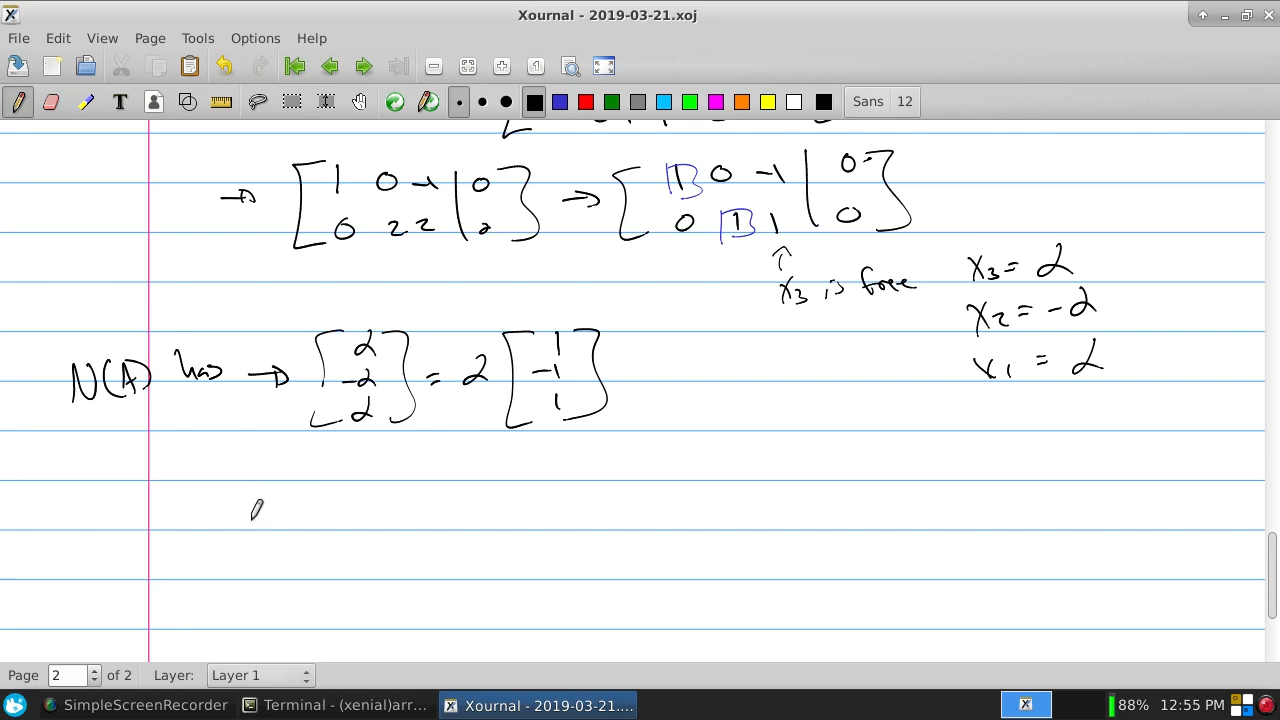 Xournal - 2019-03-21.xoj
File Edit View Page Tools Options Help
Sans 12
→ [ 1 0 -1 | 0 ] → [ 1 0 -1 | 0 ]
[ 0 2 2 | 2 ] [ 0 1 1 | 0 ]
↑
x3 is free
x3 = α
x2 = -α
x1 = α
N(A) has → [ α -α α ] = α [ 1 -1 1 ]
Page 2 of 2 Layer: Layer 1
SimpleScreenRecorder Terminal - (xenial)arr... Xournal - 2019-03-21.... 88% 12:55 PM